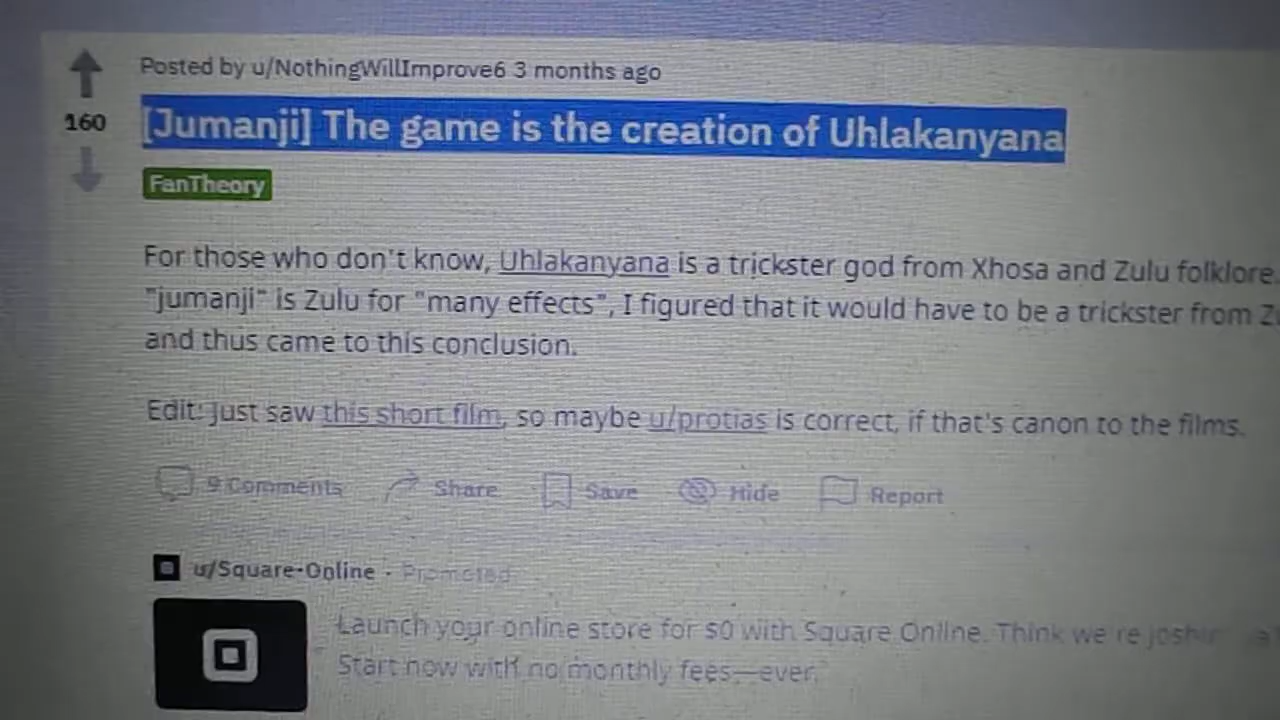 Posted by u/NothingWillImprove6 3 months ago
160
[Jumanji] The game is the creation of Uhlakanyana
FanTheory
For those who don't know, Uhlakanyana is a trickster god from Xhosa and Zulu folklore.
"jumanji" is Zulu for "many effects", I figured that it would have to be a trickster from
and thus came to this conclusion.
Edit: Just saw this short film, so maybe u/protias is correct, if that's canon to the films.
9 Comments Share Save Hide Report
u/Square-Online · Promoted
Launch your online store for $0 with Square Online. Think we're
Start now with no monthly fees—ever.